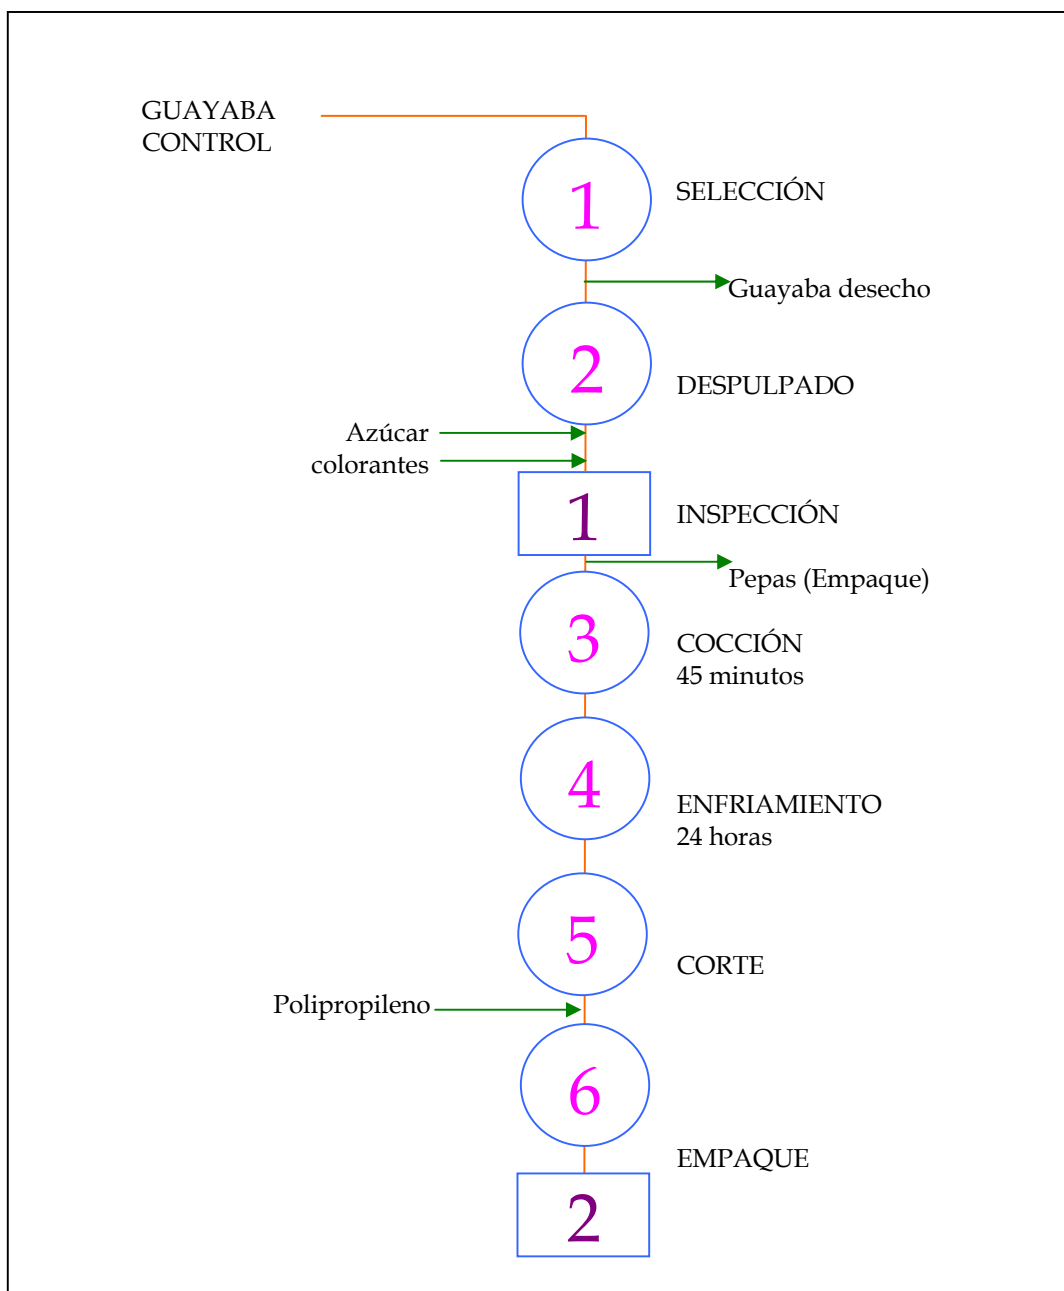 GUAYABA
CONTROL
1
SELECCIÓN
Guayaba desecho
2
DESPULPADO
Azúcar
colorantes
1
INSPECCIÓN
Pepas (Empaque)
3
COCCIÓN
45 minutos
4
ENFRIAMIENTO
24 horas
5
CORTE
Polipropileno
6
EMPAQUE
2